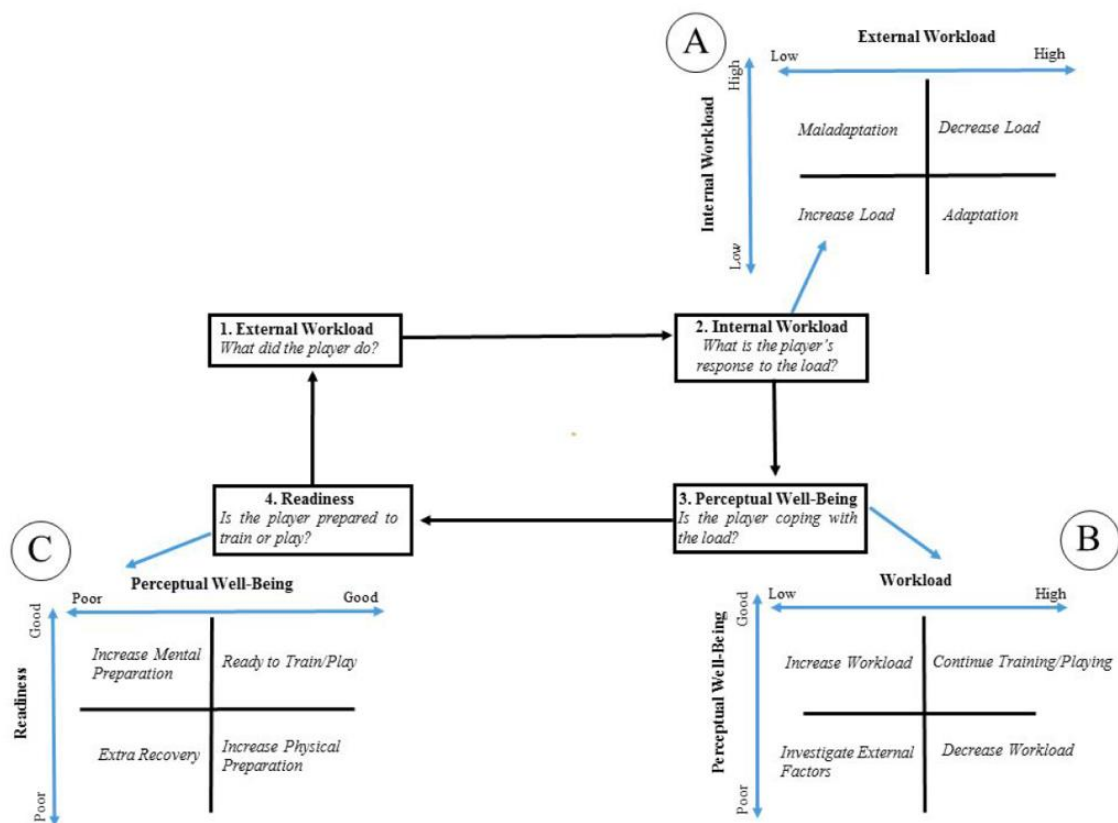 A
External Workload
Low
High
High
Internal Workload
Low
Maladaptation
Decrease Load
Increase Load
Adaptation
1. External Workload
What did the player do?
2. Internal Workload
What is the player's
response to the load?
4. Readiness
Is the player prepared to
train or play?
3. Perceptual Well-Being
Is the player coping with
the load?
C
Perceptual Well-Being
Poor
Good
Good
Readiness
Poor
Increase Mental
Preparation
Ready to Train/Play
Extra Recovery
Increase Physical
Preparation
B
Workload
Low
High
Good
Perceptual Well-Being
Poor
Increase Workload
Continue Training/Playing
Investigate External
Factors
Decrease Workload